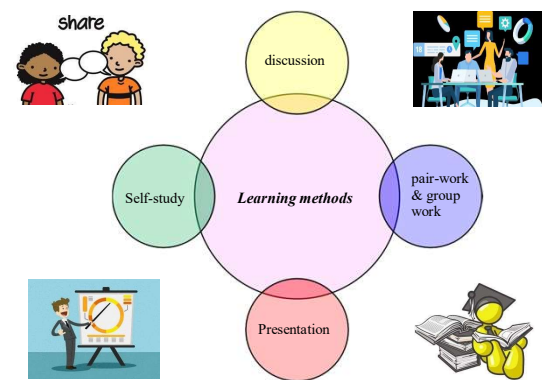 share
discussion
Self-study
Learning methods
pair-work
& group
work
Presentation